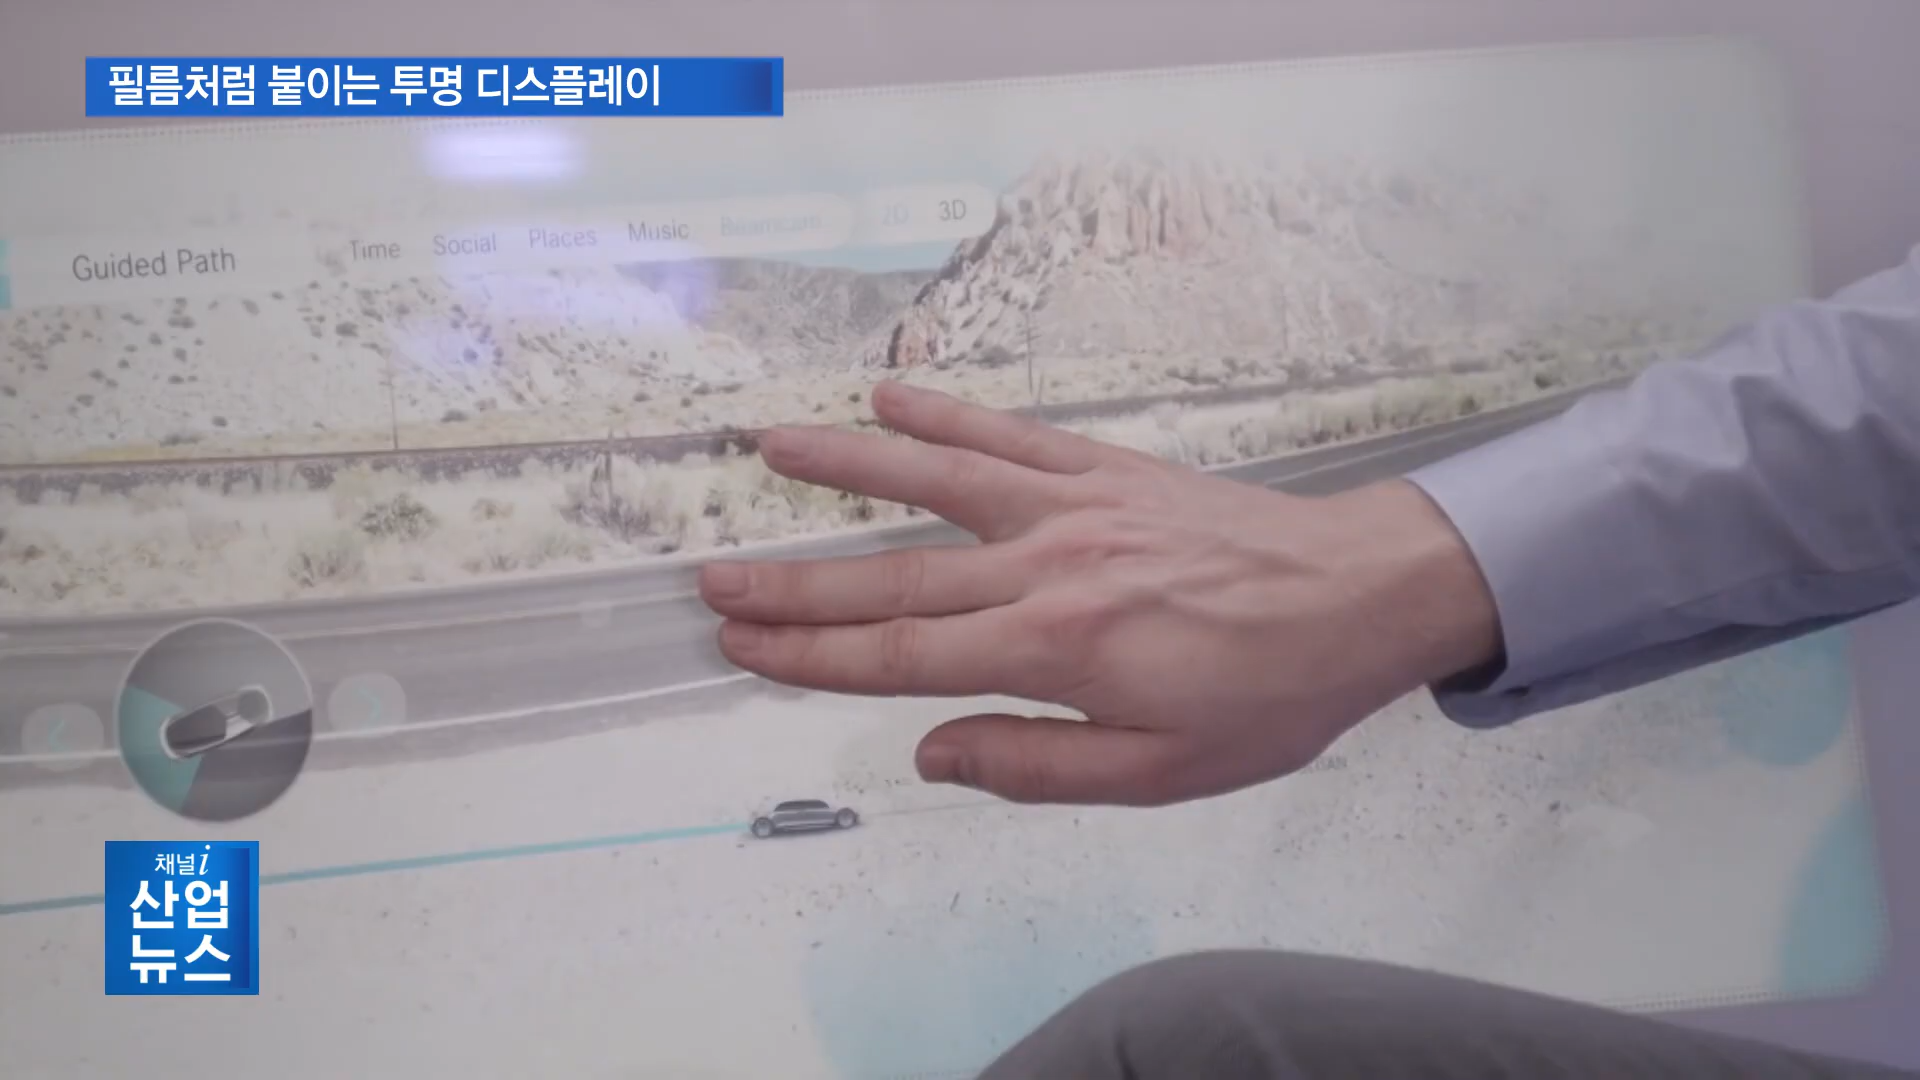 필름처럼 붙이는 투명 디스플레이
Guided Path
Time Social Places Music 2D 3D
채널i
산업
뉴스